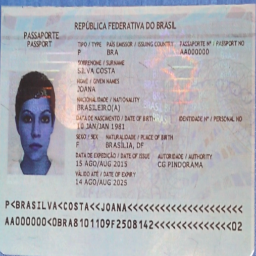 REPÚBLICA FEDERATIVA DO BRASIL
PASSAPORTE
PASSPORT
TIPO / TYPE PAÍS EMISSOR / ISSUING COUNTRY PASSAPORTE Nº / PASSPORT NO
P BRA AA000000
SOBRENOME / SURNAME
SILVA COSTA
NOME / GIVEN NAMES
JOANA
NACIONALIDADE / NATIONALITY
BRASILEIRO(A)
DATA DE NASCIMENTO / DATE OF BIRTH IDENTIDADE Nº / PERSONAL NO
10 JAN/JAN 1981
SEXO / SEX NATURALIDADE / PLACE OF BIRTH
F BRASÍLIA, DF
DATA DE EXPEDIÇÃO / DATE OF ISSUE AUTORIDADE / AUTHORITY
15 AGO/AUG 2015 CG PINDORAMA
VÁLIDO ATÉ / DATE OF EXPIRY
14 AGO/AUG 2025
P<BRASILVA<COSTA<<JOANA<<<<<<<<<<<<<<<<<<<<<
AA000000<0BRA8101109F2508142<<<<<<<<<<<<<<02